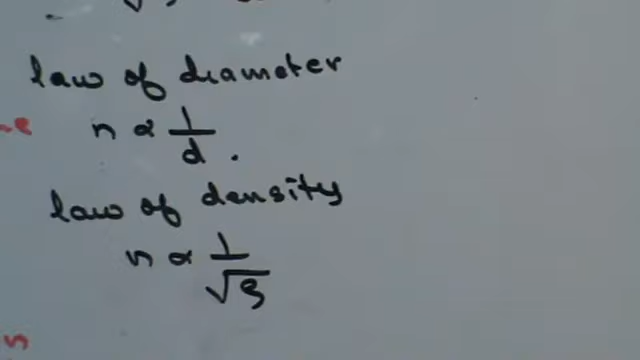 law of diameter
n ∝ 1/d .
law of density
n ∝ 1/√ρ
n